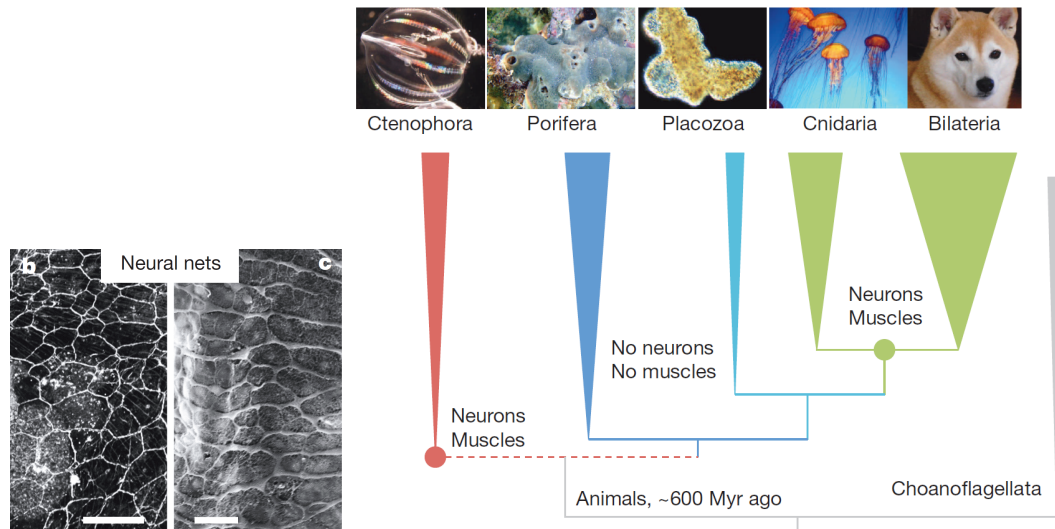 Ctenophora
Porifera
Placozoa
Cnidaria
Bilateria
b
Neural nets
c
Neurons
Muscles
No neurons
No muscles
Neurons
Muscles
Animals, ~600 Myr ago
Choanoflagellata